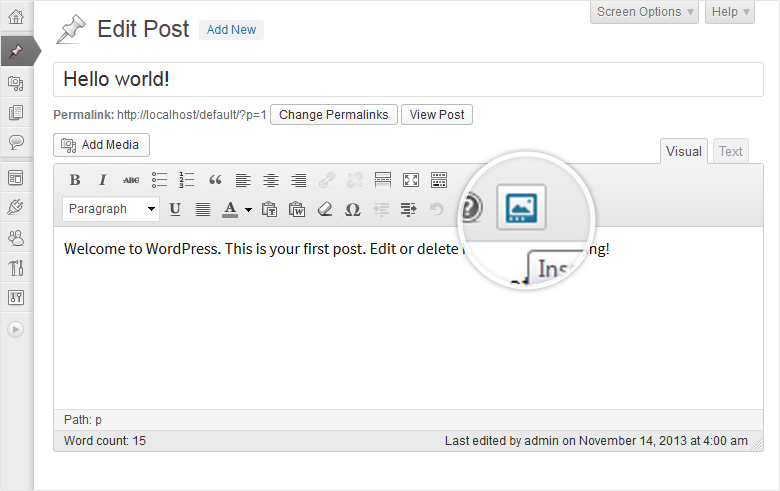 Screen Options Help
Edit Post Add New
Hello world!
Permalink: http://localhost/default/?p=1 Change Permalinks View Post
Add Media
Visual Text
B I ABC
Paragraph U A
Welcome to WordPress. This is your first post. Edit or delete ng!
Path: p
Word count: 15 Last edited by admin on November 14, 2013 at 4:00 am